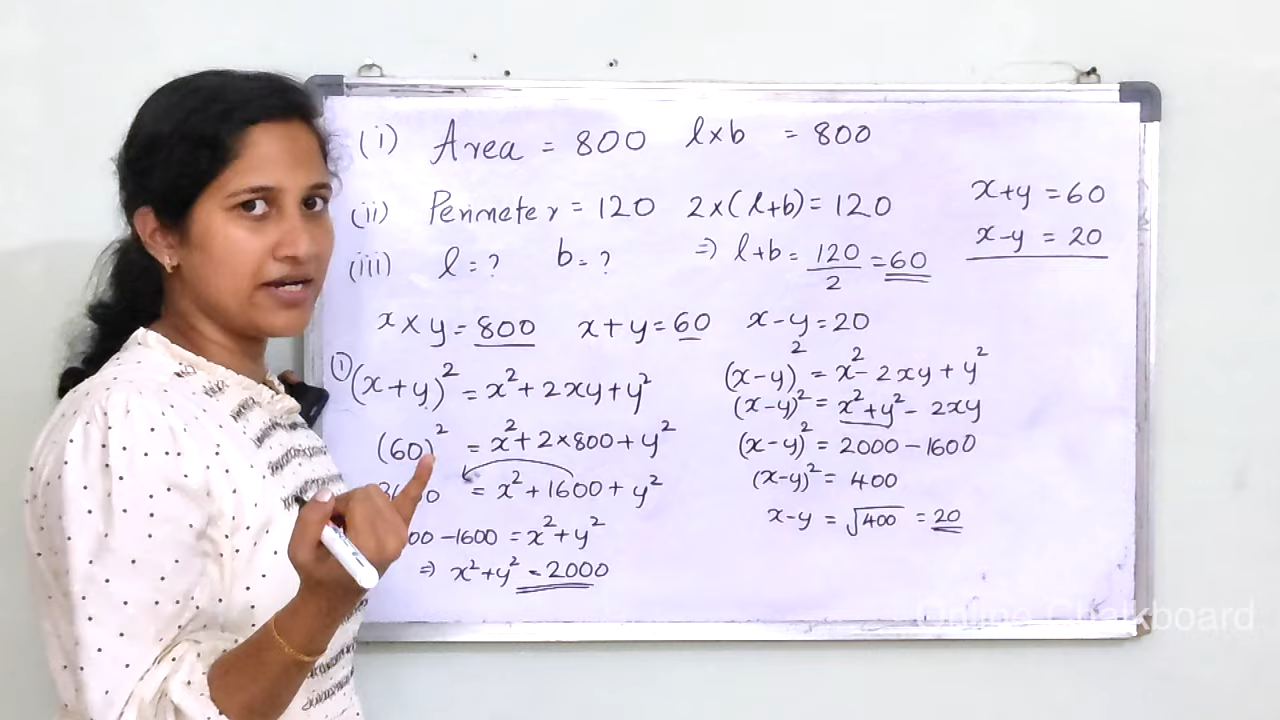 (i) Area = 800 l×b = 800
(ii) Perimeter = 120 2×(l+b) = 120
(iii) l = ? b = ? ⇒ l+b = 120/2 = 60
x+y = 60
x-y = 20
x × y = 800 x+y = 60 x-y = 20
① (x+y)² = x²+2xy+y²
(60)² = x²+2×800+y²
= x²+1600+y²
00-1600 = x²+y²
⇒ x²+y² = 2000
(x-y)² = x²-2xy+y²
(x-y)² = x²+y²-2xy
(x-y)² = 2000-1600
(x-y)² = 400
x-y = √400 = 20
Online Chalkboard